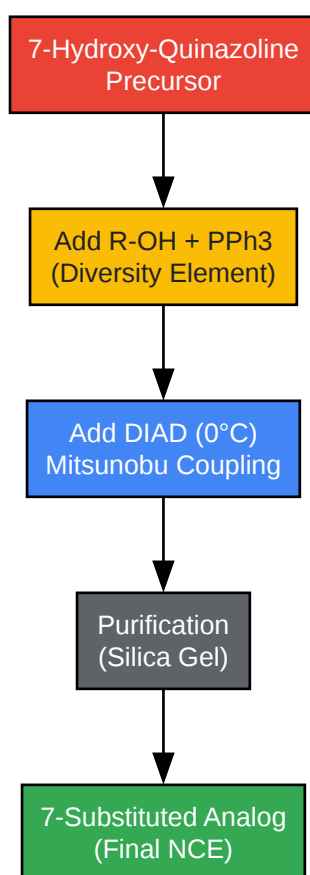 7-Hydroxy-Quinazoline
Precursor
Add R-OH + PPh3
(Diversity Element)
Add DIAD (0°C)
Mitsunobu Coupling
Purification
(Silica Gel)
7-Substituted Analog
(Final NCE)